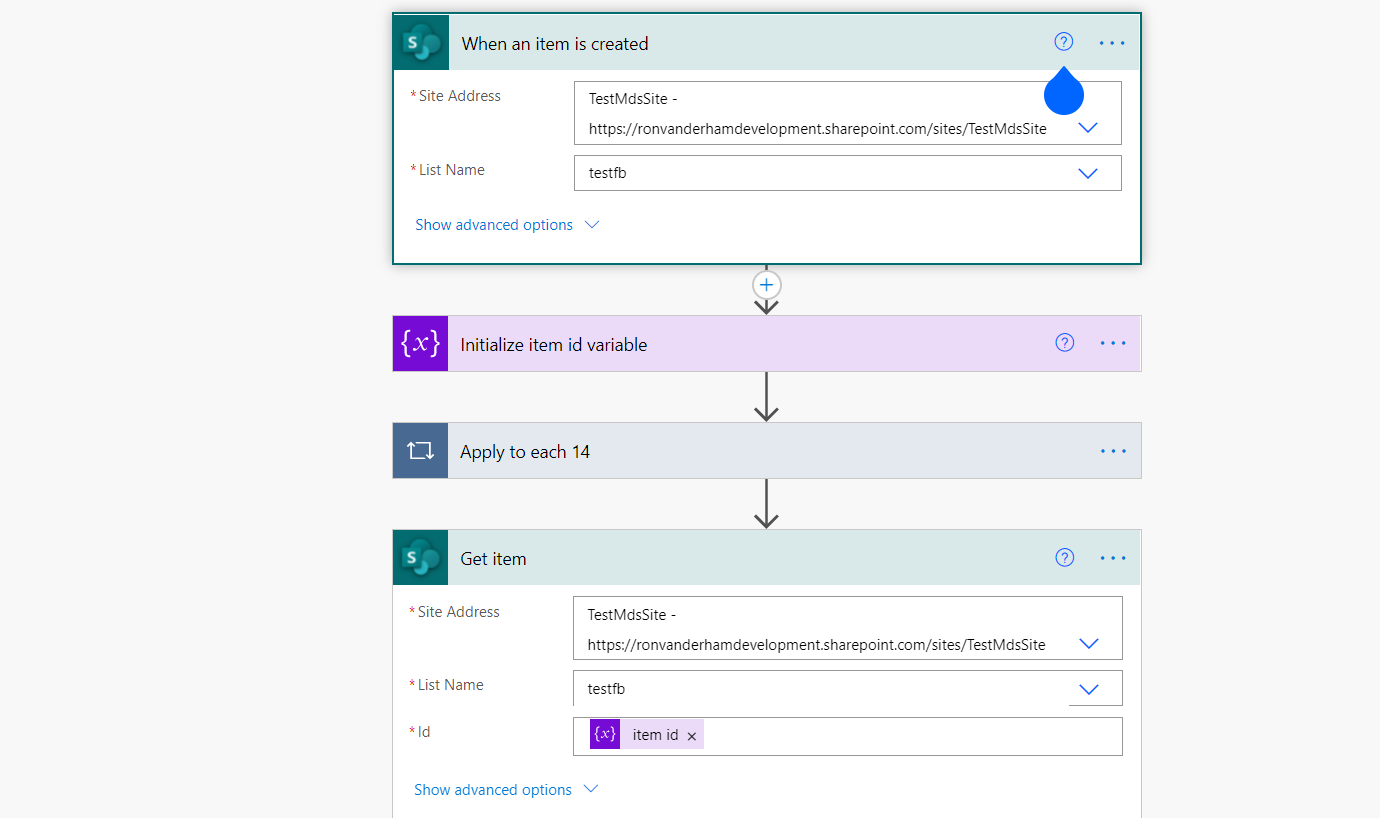 When an item is created
* Site Address
TestMdsSite -
https://ronvanderhamdevelopment.sharepoint.com/sites/TestMdsSite
* List Name
testfb
Show advanced options
{x} Initialize item id variable
Apply to each 14
Get item
* Site Address
TestMdsSite -
https://ronvanderhamdevelopment.sharepoint.com/sites/TestMdsSite
* List Name
testfb
* Id
{x} item id ×
Show advanced options